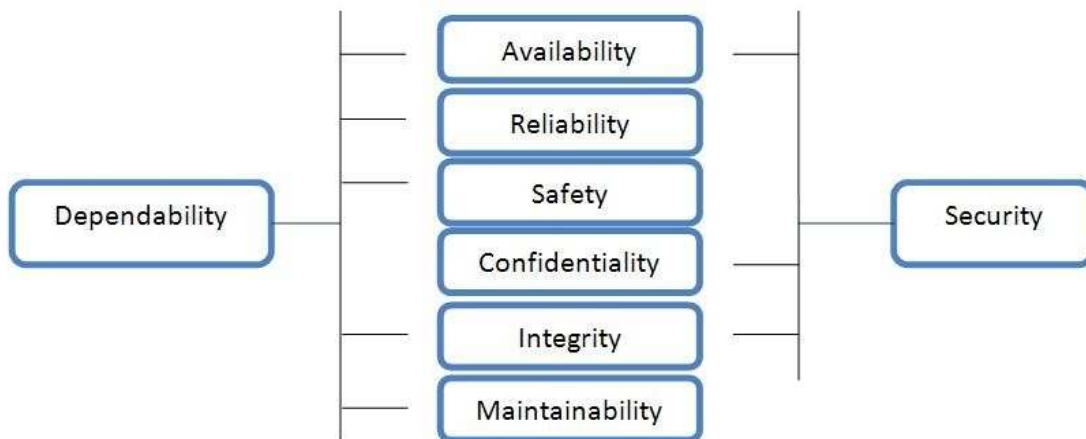 Availability
Reliability
Safety
Dependability
Security
Confidentiality
Integrity
Maintainability